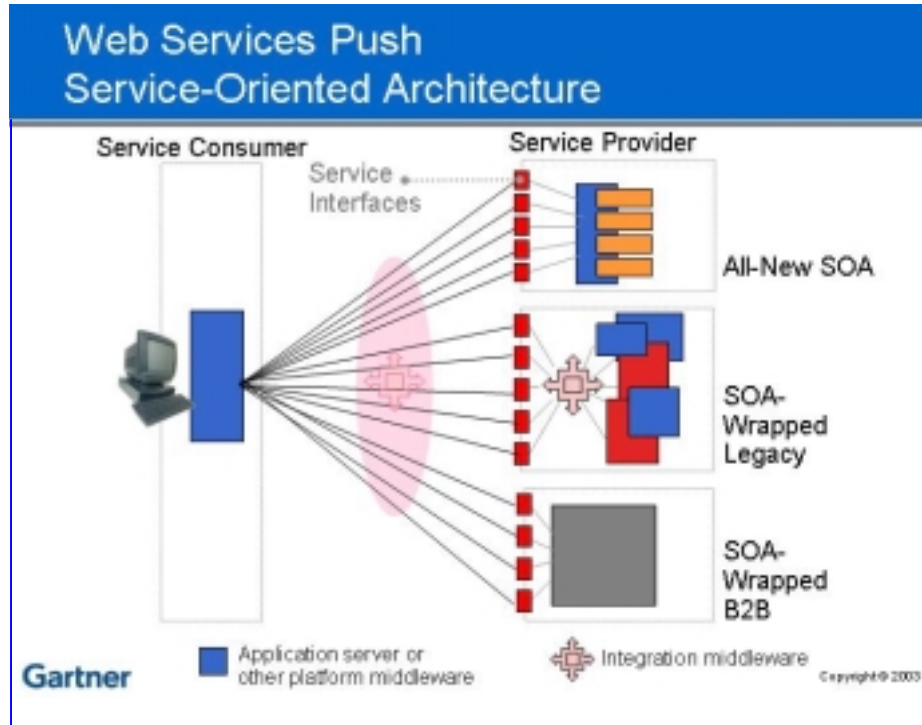 Web Services Push
Service-Oriented Architecture
Service Consumer
Service Provider
Service
Interfaces
All-New SOA
SOA-
Wrapped
Legacy
SOA-
Wrapped
B2B
Application server or
other platform middleware
Integration middleware
Gartner
Copyright © 2003